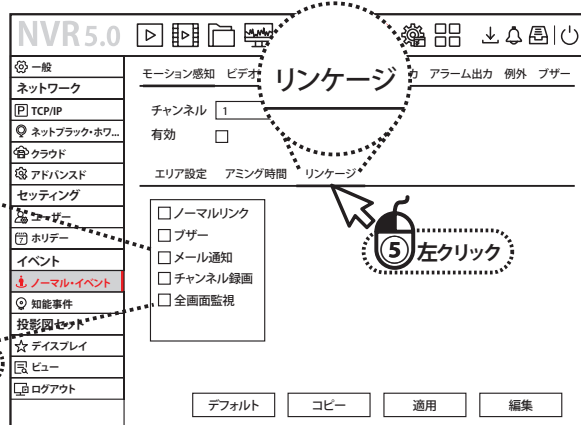 NVR 5.0
一般
ネットワーク
P TCP/IP
ネットブラック・ホワ...
クラウド
アドバンスド
セッティング
ユーザー
7 ホリデー
イベント
ノーマル・イベント
知能事件
投影図セット
ディスプレイ
ビュー
ログアウト
モーション感知 ビデオ
リンケージ
力 アラーム出力 例外 ブザー
チャンネル 1
有効
エリア設定 アミング時間 リンケージ
ノーマルリンク
ブザー
メール通知
チャンネル録画
全画面監視
⑤ 左クリック
デフォルト コピー 適用 編集